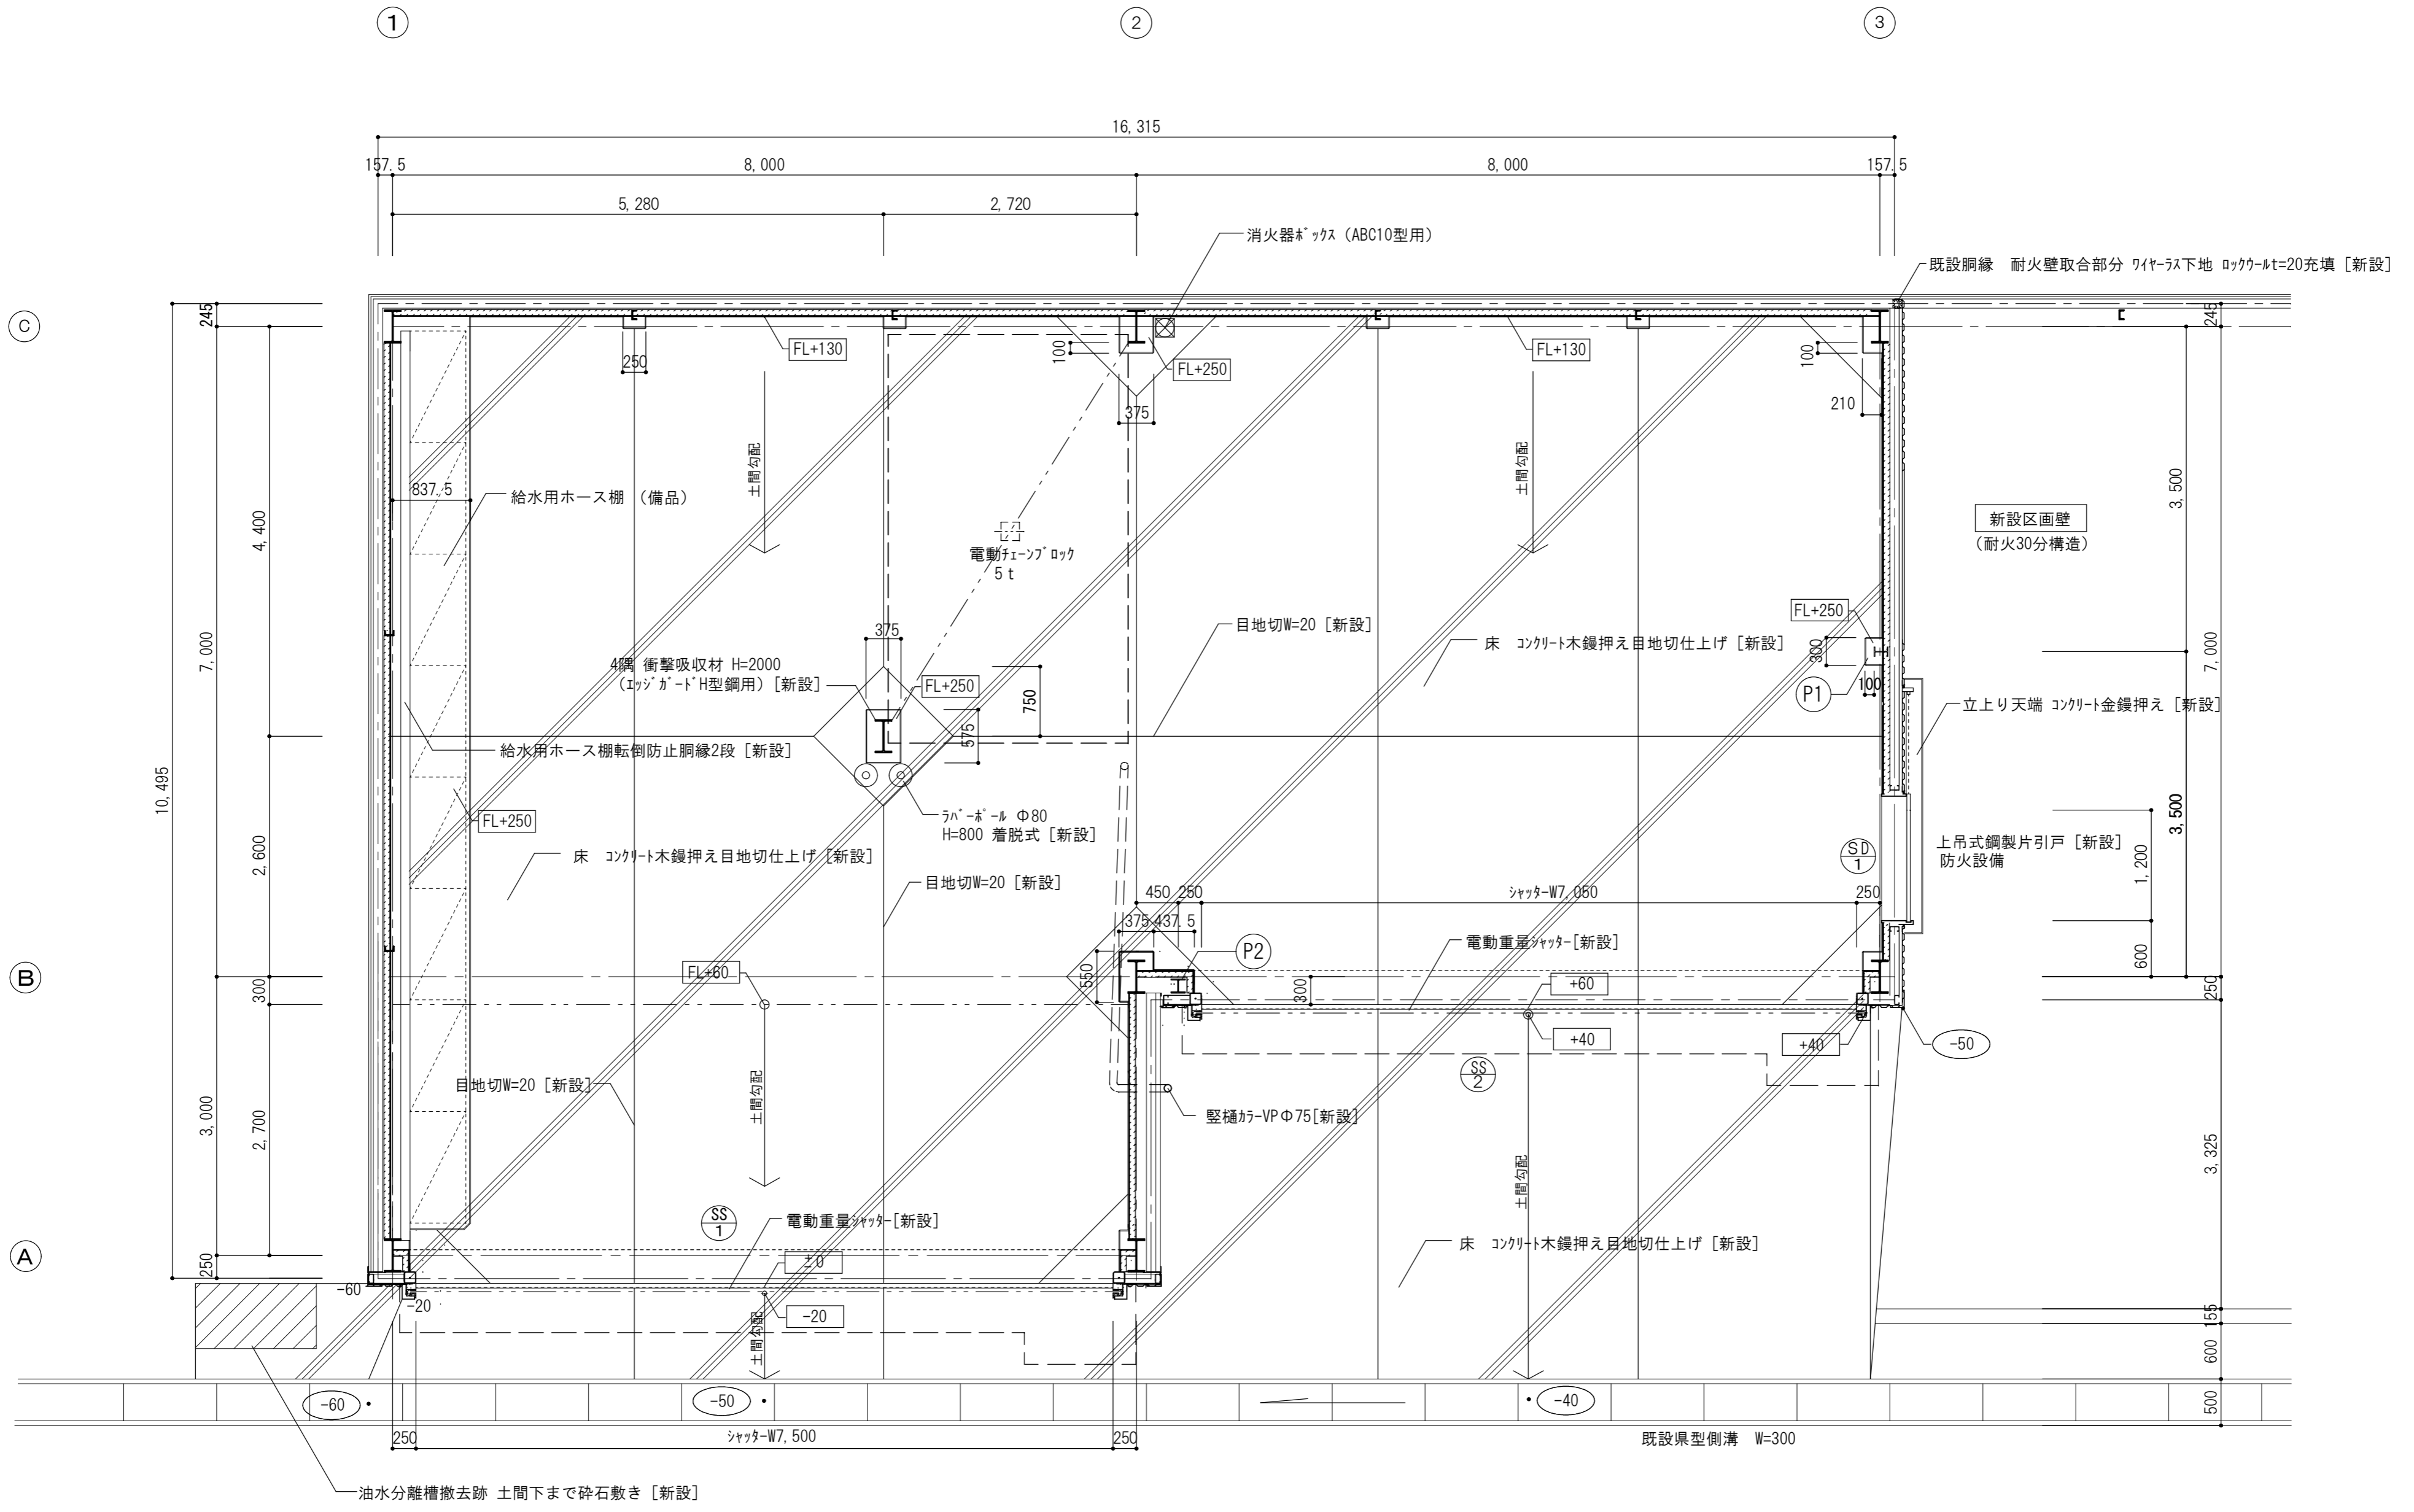 1
2
3
16,315
157.5
8,000
8,000
157.5
5,280
2,720
消火器ボックス（ABC10型用）
既設胴縁　耐火壁取合部分 ワイヤーラス下地 ロックウールt=20充填［新設］
C
245
245
FL+130
FL+130
100
100
FL+250
250
375
210
土間勾配
土間勾配
837.5
給水用ホース棚 （備品）
3,500
新設区画壁
（耐火30分構造）
4,400
電動チェーンブロック
5ｔ
FL+250
7,000
7,000
375
目地切W=20［新設］
床　コンクリート木鏝押え目地切仕上げ［新設］
300
4隅 衝撃吸収材 H=2000
（エッジガードH型鋼用）［新設］
FL+250
750
P1
100
立上り天端 コンクリート金鏝押え［新設］
575
給水用ホース棚転倒防止胴縁2段［新設］
10,495
FL+250
ラバーポール Φ80
H=800 着脱式［新設］
3,500
2,600
床　コンクリート木鏝押え目地切仕上げ［新設］
SD
1
上吊式鋼製片引戸［新設］
防火設備
1,200
目地切W=20［新設］
450
250
シャッターW7,050
250
375
437.5
P2
電動重量シャッター［新設］
600
B
FL+60
550
300
300
+60
250
+40
+40
-50
目地切W=20［新設］
土間勾配
SS
2
竪樋カラーVPΦ75［新設］
3,000
2,700
土間勾配
3,325
SS
1
電動重量シャッター［新設］
床　コンクリート木鏝押え目地切仕上げ［新設］
A
250
±0
-60
-20
-20
土間勾配
155
600
-60
-50
-40
500
250
シャッターW7,500
250
既設県型側溝　W=300
油水分離槽撤去跡 土間下まで砕石敷き［新設］